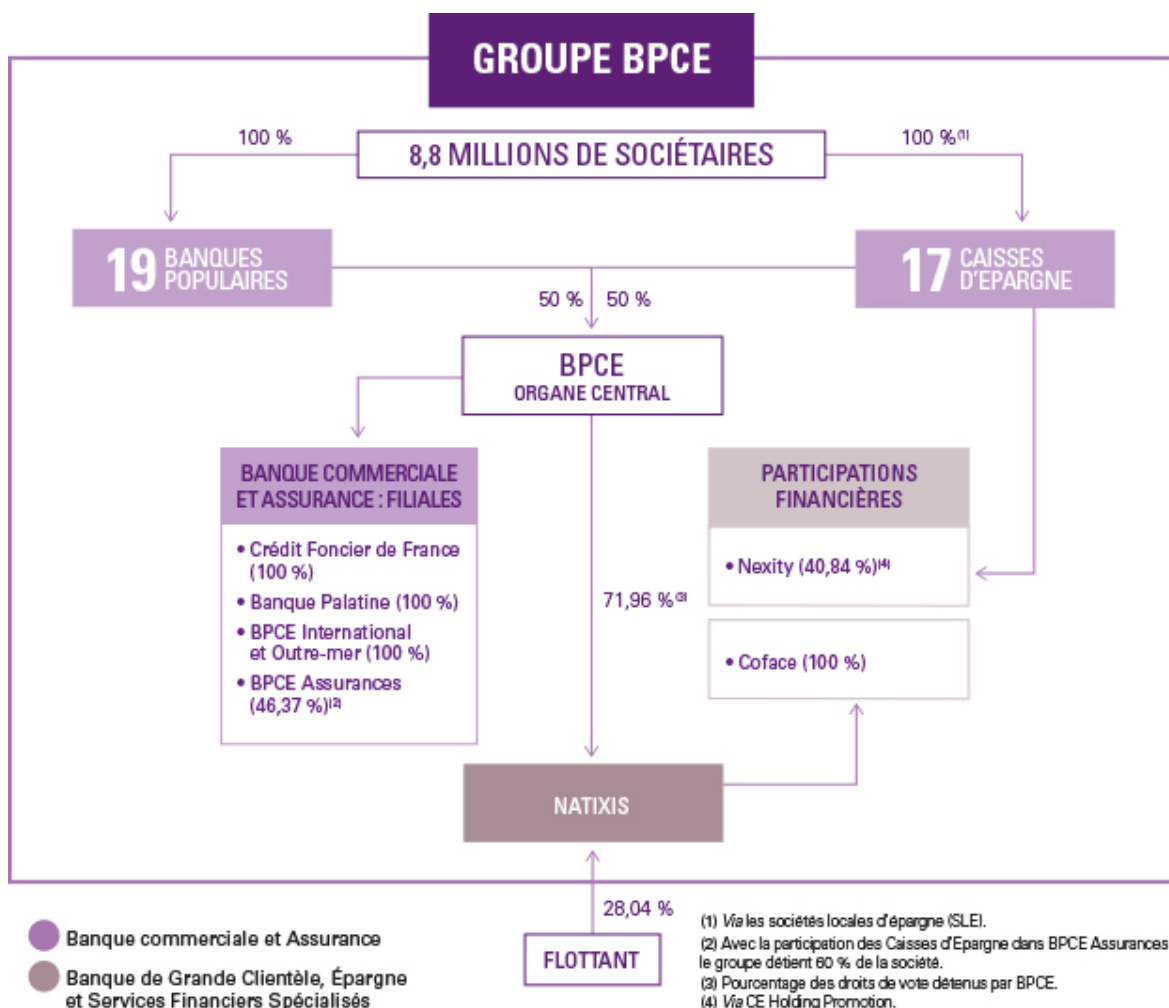 GROUPE BPCE
100 %
8,8 MILLIONS DE SOCIÉTAIRES
100 %(1)
19 BANQUES
POPULAIRES
17 CAISSES
D'EPARGNE
50 %
50 %
BPCE
ORGANE CENTRAL
BANQUE COMMERCIALE
ET ASSURANCE : FILIALES
• Crédit Foncier de France
(100 %)
• Banque Palatine (100 %)
• BPCE International
et Outre-mer (100 %)
• BPCE Assurances
(46,37 %)(2)
71,96 %(3)
PARTICIPATIONS
FINANCIÈRES
• Nexity (40,84 %)(4)
• Coface (100 %)
NATIXIS
28,04 %
FLOTTANT
Banque commerciale et Assurance
Banque de Grande Clientèle, Épargne
et Services Financiers Spécialisés
(1) Via les sociétés locales d'épargne (SLE).
(2) Avec la participation des Caisses d'Epargne dans BPCE Assurances
le groupe détient 60 % de la société.
(3) Pourcentage des droits de vote détenus par BPCE.
(4) Via CE Holding Promotion.